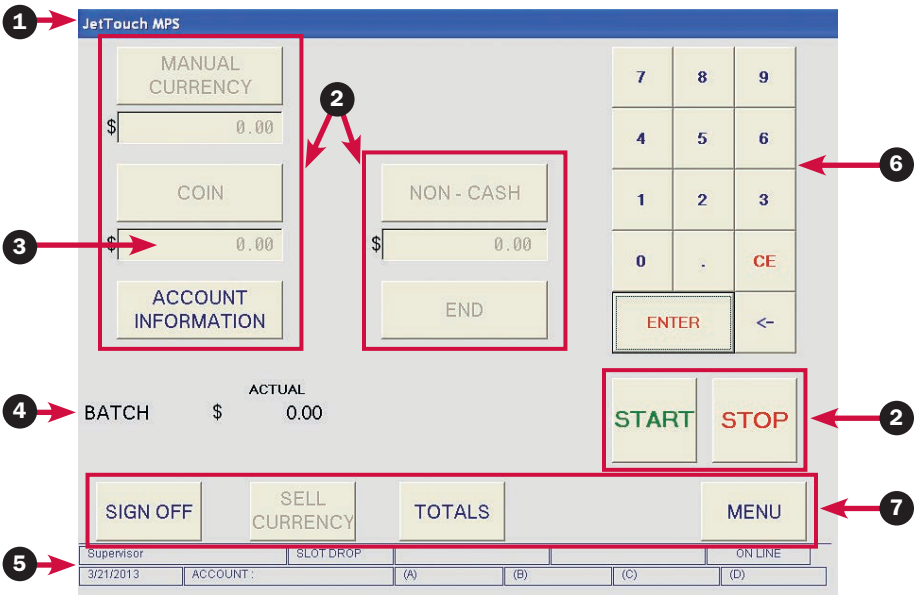 1
JetTouch MPS
MANUAL
CURRENCY
$ 0.00
COIN
3
$ 0.00
ACCOUNT
INFORMATION
2
NON - CASH
$ 0.00
END
7 8 9
4 5 6
1 2 3
0 . CE
ENTER <-
6
ACTUAL
4 BATCH $ 0.00
START STOP
2
SIGN OFF
SELL
CURRENCY
TOTALS
MENU
7
5
Supervisor SLOT DROP ON LINE
3/21/2013 ACCOUNT : (A) (B) (C) (D)